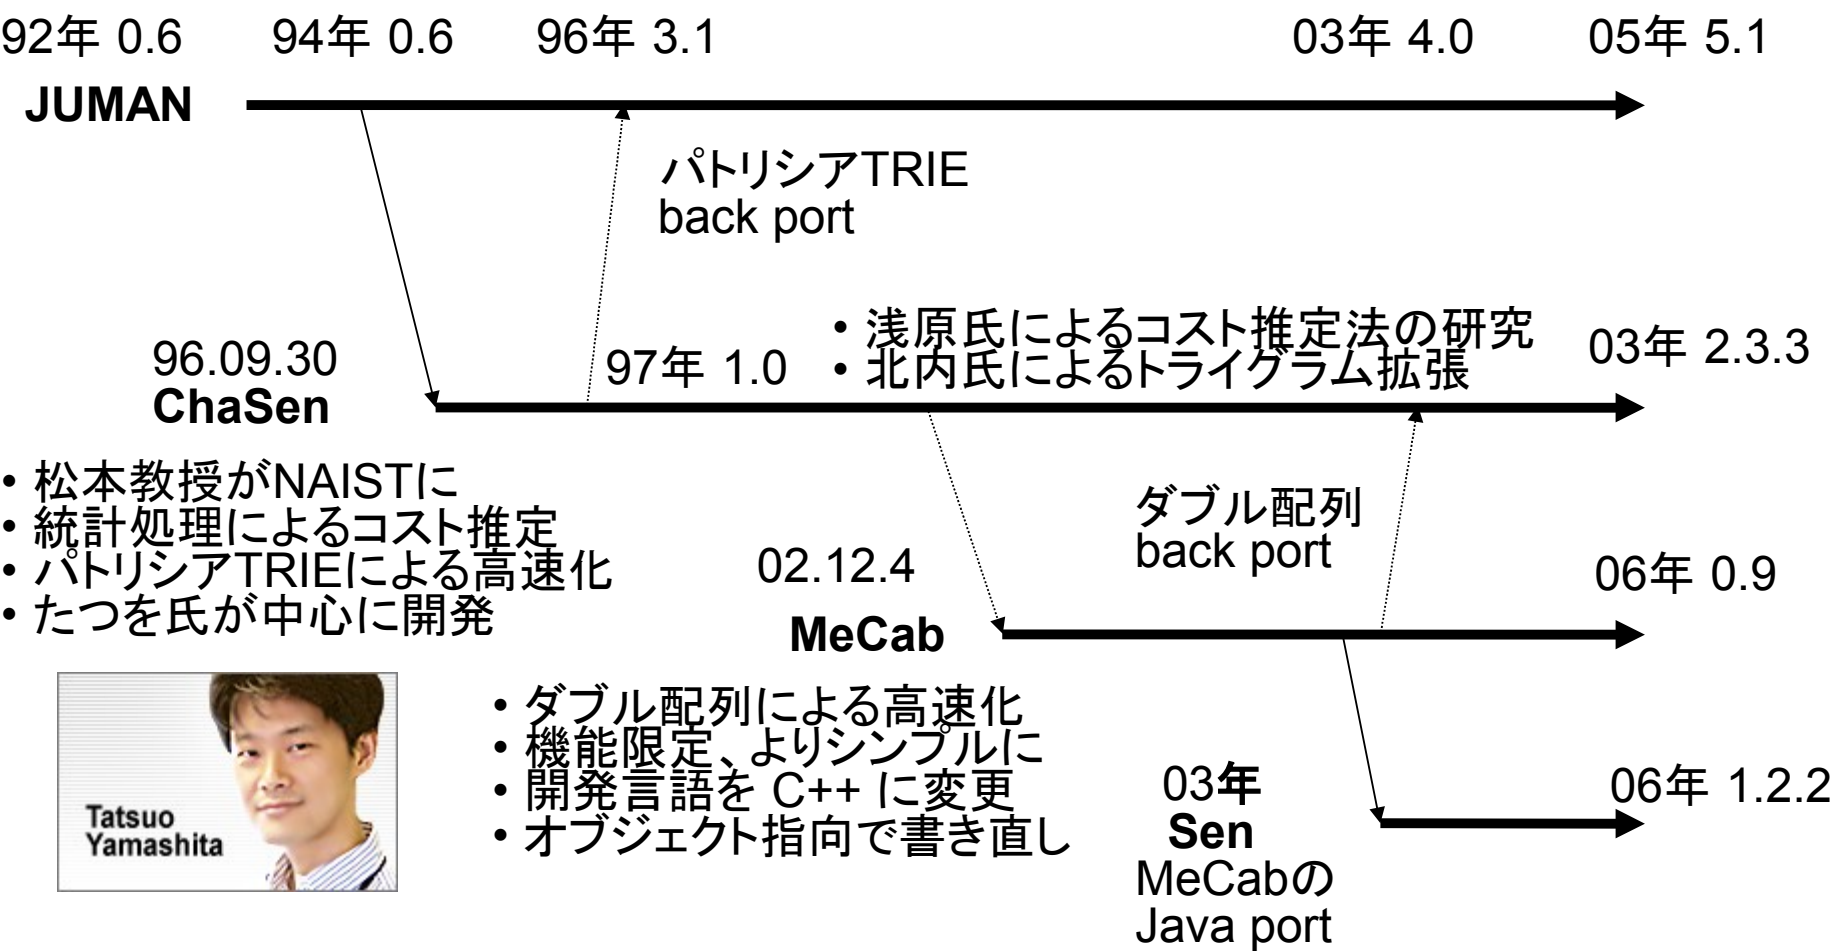 92年 0.6
94年 0.6
96年 3.1
03年 4.0
05年 5.1
JUMAN
パトリシアTRIE
back port
96.09.30
ChaSen
97年 1.0
• 浅原氏によるコスト推定法の研究
• 北内氏によるトライグラム拡張
03年 2.3.3
• 松本教授がNAISTに
• 統計処理によるコスト推定
• パトリシアTRIEによる高速化
• たつを氏が中心に開発
ダブル配列
back port
02.12.4
MeCab
06年 0.9
• ダブル配列による高速化
• 機能限定、よりシンプルに
• 開発言語を C++ に変更
• オブジェクト指向で書き直し
Tatsuo
Yamashita
03年
Sen
MeCabの
Java port
06年 1.2.2